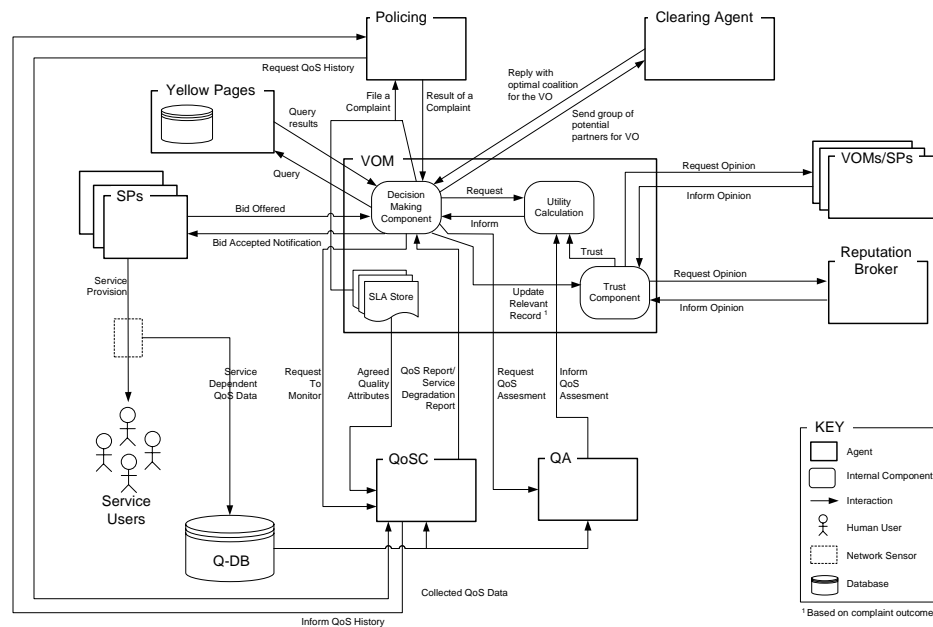 Policing
Clearing Agent
Request QoS History
Reply with
optimal coalition
for the VO
File a
Complaint
Result of a
Complaint
Yellow Pages
Query
results
Send group of
potential
partners for VO
VOM
Request Opinion
VOMs/SPs
Query
Decision
Making
Component
Request
Utility
Calculation
Inform Opinion
SPs
Bid Offered
Inform
Bid Accepted Notification
Trust
Reputation
Broker
Service
Provision
SLA Store
Update
Relevant
Record 1
Trust
Component
Request Opinion
Inform Opinion
Service
Dependent
QoS Data
Request
To
Monitor
Agreed
Quality
Attributes
QoS Report/
Service
Degradation
Report
Request
QoS
Assesment
Inform
QoS
Assesment
Service
Users
QoSC
QA
Q-DB
Collected QoS Data
Inform QoS History
KEY
Agent
Internal Component
Interaction
Human User
Network Sensor
Database
1 Based on complaint outcome